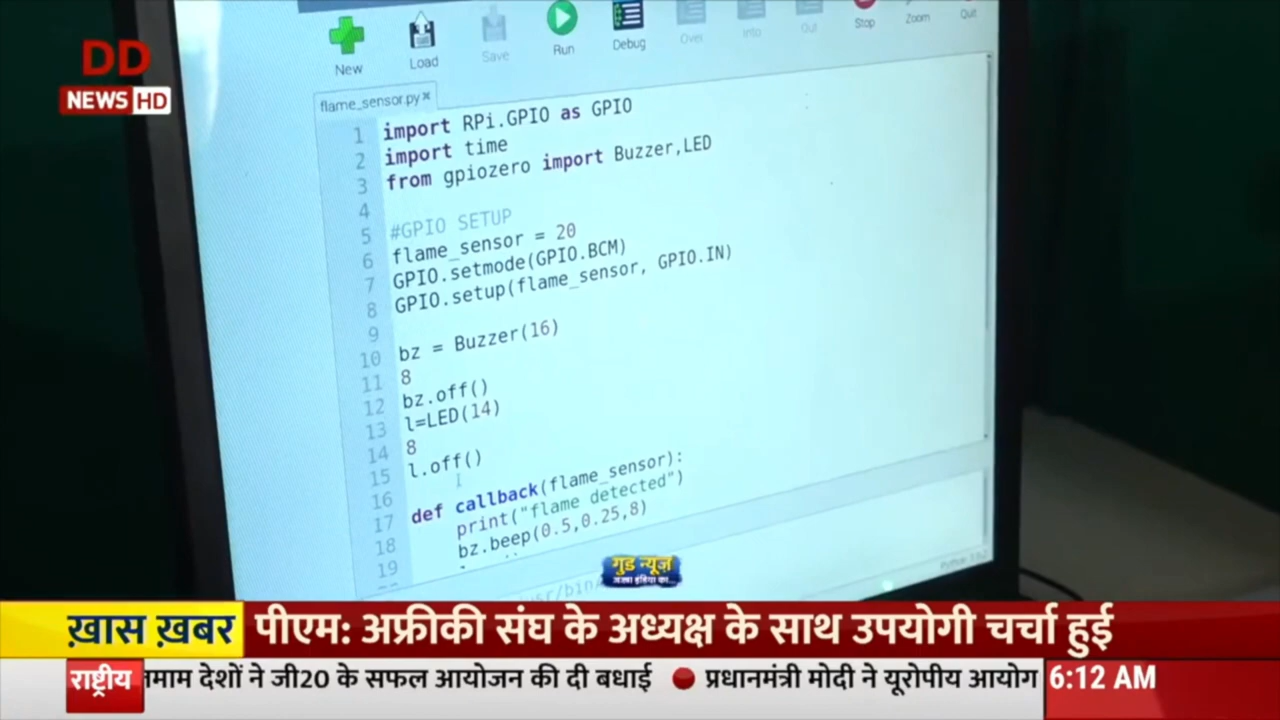 DD
NEWS HD
New Load Save Run Debug Over Into Out Stop Zoom Quit
flame_sensor.py ×
1 import RPi.GPIO as GPIO
2 import time
3 from gpiozero import Buzzer,LED
4
5 #GPIO SETUP
6 flame_sensor = 20
7 GPIO.setmode(GPIO.BCM)
8 GPIO.setup(flame_sensor, GPIO.IN)
9
10 bz = Buzzer(16)
11 8
12 bz.off()
13 l=LED(14)
14 8
15 l.off()
16
17 def callback(flame_sensor):
18 print("flame detected")
19 bz.beep(0.5,0.25,8)
गुड न्यूज़
ख़ास ख़बर पीएम: अफ्रीकी संघ के अध्यक्ष के साथ उपयोगी चर्चा हुई
राष्ट्रीय देशों ने जी20 के सफल आयोजन की दी बधाई ● प्रधानमंत्री मोदी ने यूरोपीय आयोग 6:12 AM